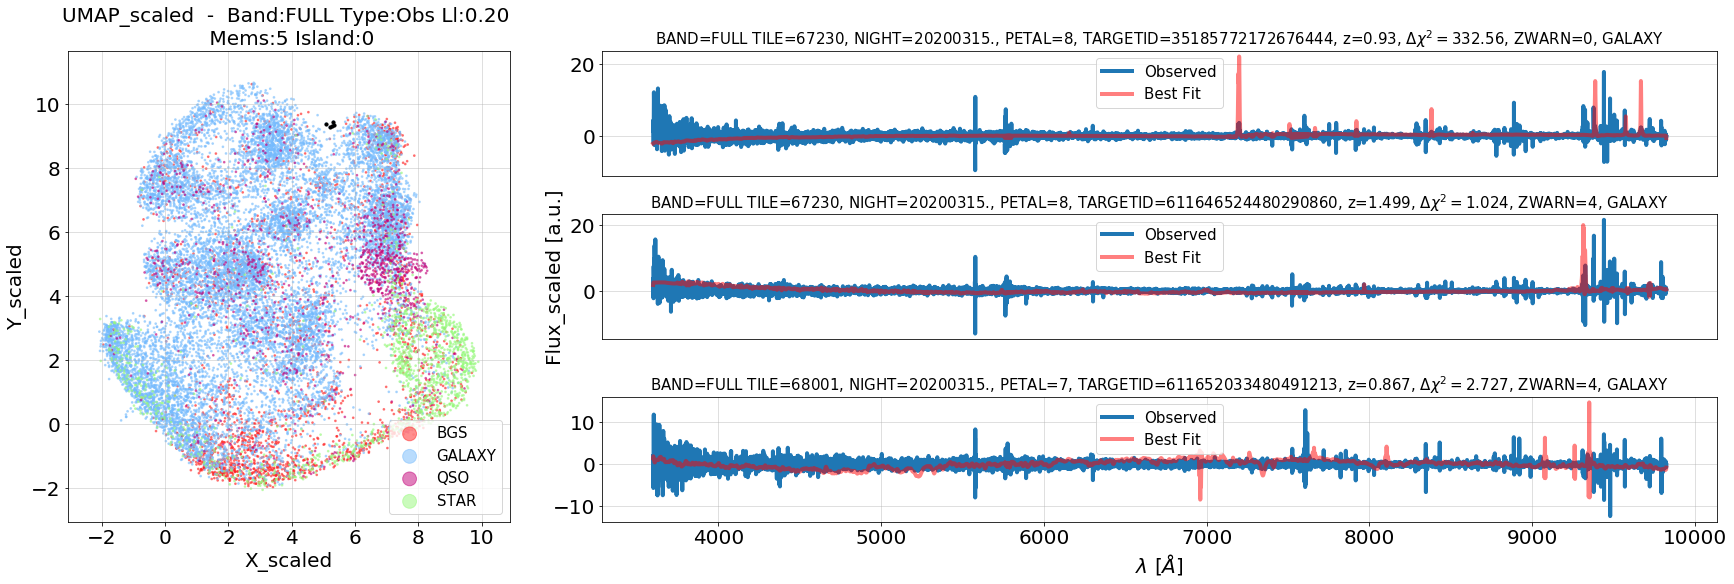 UMAP_scaled  -  Band:FULL Type:Obs Ll:0.20
Mems:5 Island:0
Y_scaled
10
8
6
4
2
0
−2
BGS
GALAXY
QSO
STAR
−2 0 2 4 6 8 10
X_scaled
Flux_scaled [a.u.]
BAND=FULL TILE=67230, NIGHT=20200315., PETAL=8, TARGETID=35185772172676444, z=0.93, Δχ² = 332.56, ZWARN=0, GALAXY
20
0
Observed
Best Fit
BAND=FULL TILE=67230, NIGHT=20200315., PETAL=8, TARGETID=611646524480290860, z=1.499, Δχ² = 1.024, ZWARN=4, GALAXY
20
0
Observed
Best Fit
BAND=FULL TILE=68001, NIGHT=20200315., PETAL=7, TARGETID=611652033480491213, z=0.867, Δχ² = 2.727, ZWARN=4, GALAXY
10
0
−10
Observed
Best Fit
4000 5000 6000 7000 8000 9000 10000
λ [Å]